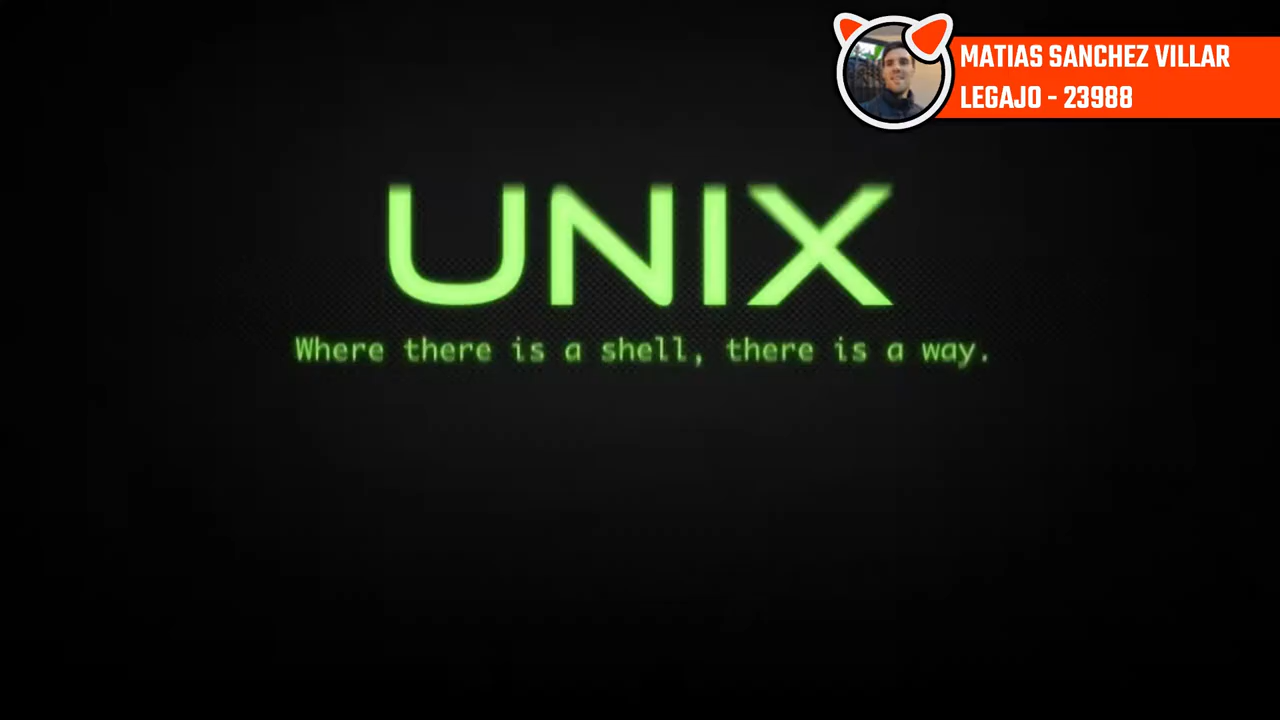 MATIAS SANCHEZ VILLAR
LEGAJO - 23988
UNIX
Where there is a shell, there is a way.